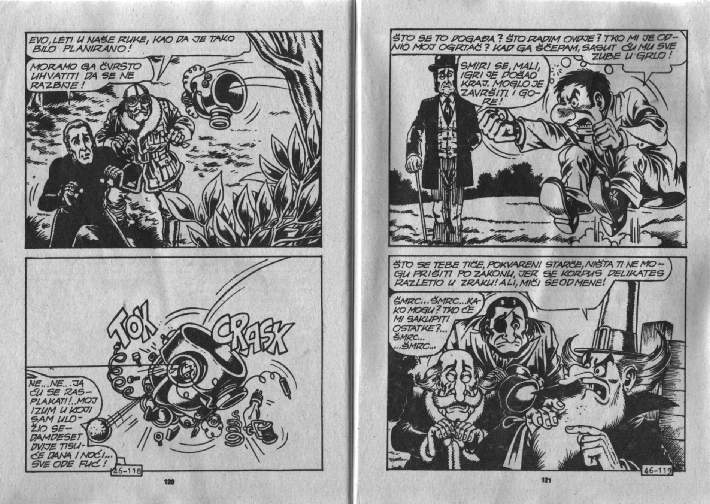 EVO, LETI U NAŠE RUKE, KAO DA JE TAKO
BILO PLANIRANO!
MORAMO GA ČVRSTO
UHVATITI DA SE NE
RAZBIJE!
TOK
CRASK
NE...NE...JA
ĆU SE RAS-
PLAKATI!..MOJ
IZUM U KOJI
SAM ULO-
ŽIO SE-
DAMDESET
DVIJE TISU-
ĆE DANA I NOĆI...
SVE ODE FUĆ!
46-118
120
ŠTO SE TO DOGAĐA? ŠTO RADIM OVDJE? TKO MI JE OD-
NIO MOJ OGRTAČ? KAD GA ŠČEPAM, SASUT ĆU MU SVE
ZUBE U GRLO!
SMIRI SE, MALI,
IGRI JE DOŠAO
KRAJ. MOGLO JE
ZAVRŠITI I GO-
RE!
ŠTO SE TEBE TIČE, POKVARENI STARČE, NIŠTA TI NE MO-
GU PRIŠITI PO ZAKONU, JER SE KORPUS DELIKATES
RAZLETIO U ZRAKU! ALI, MIČI SE OD MENE!
ŠMRC...ŠMRC...KA-
KO MOGU? TKO ĆE
MI SAKUPITI
OSTATKE?...
ŠMRC...
...ŠMRC...
46-119
121